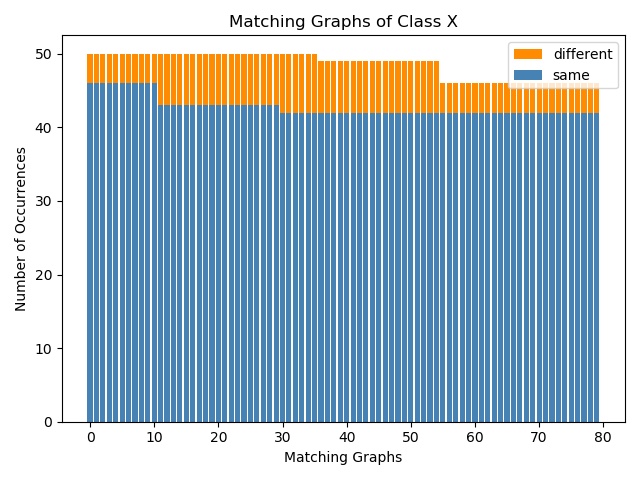 Matching Graphs of Class X
different
same
Number of Occurrences
50
40
30
20
10
0
0 10 20 30 40 50 60 70 80
Matching Graphs